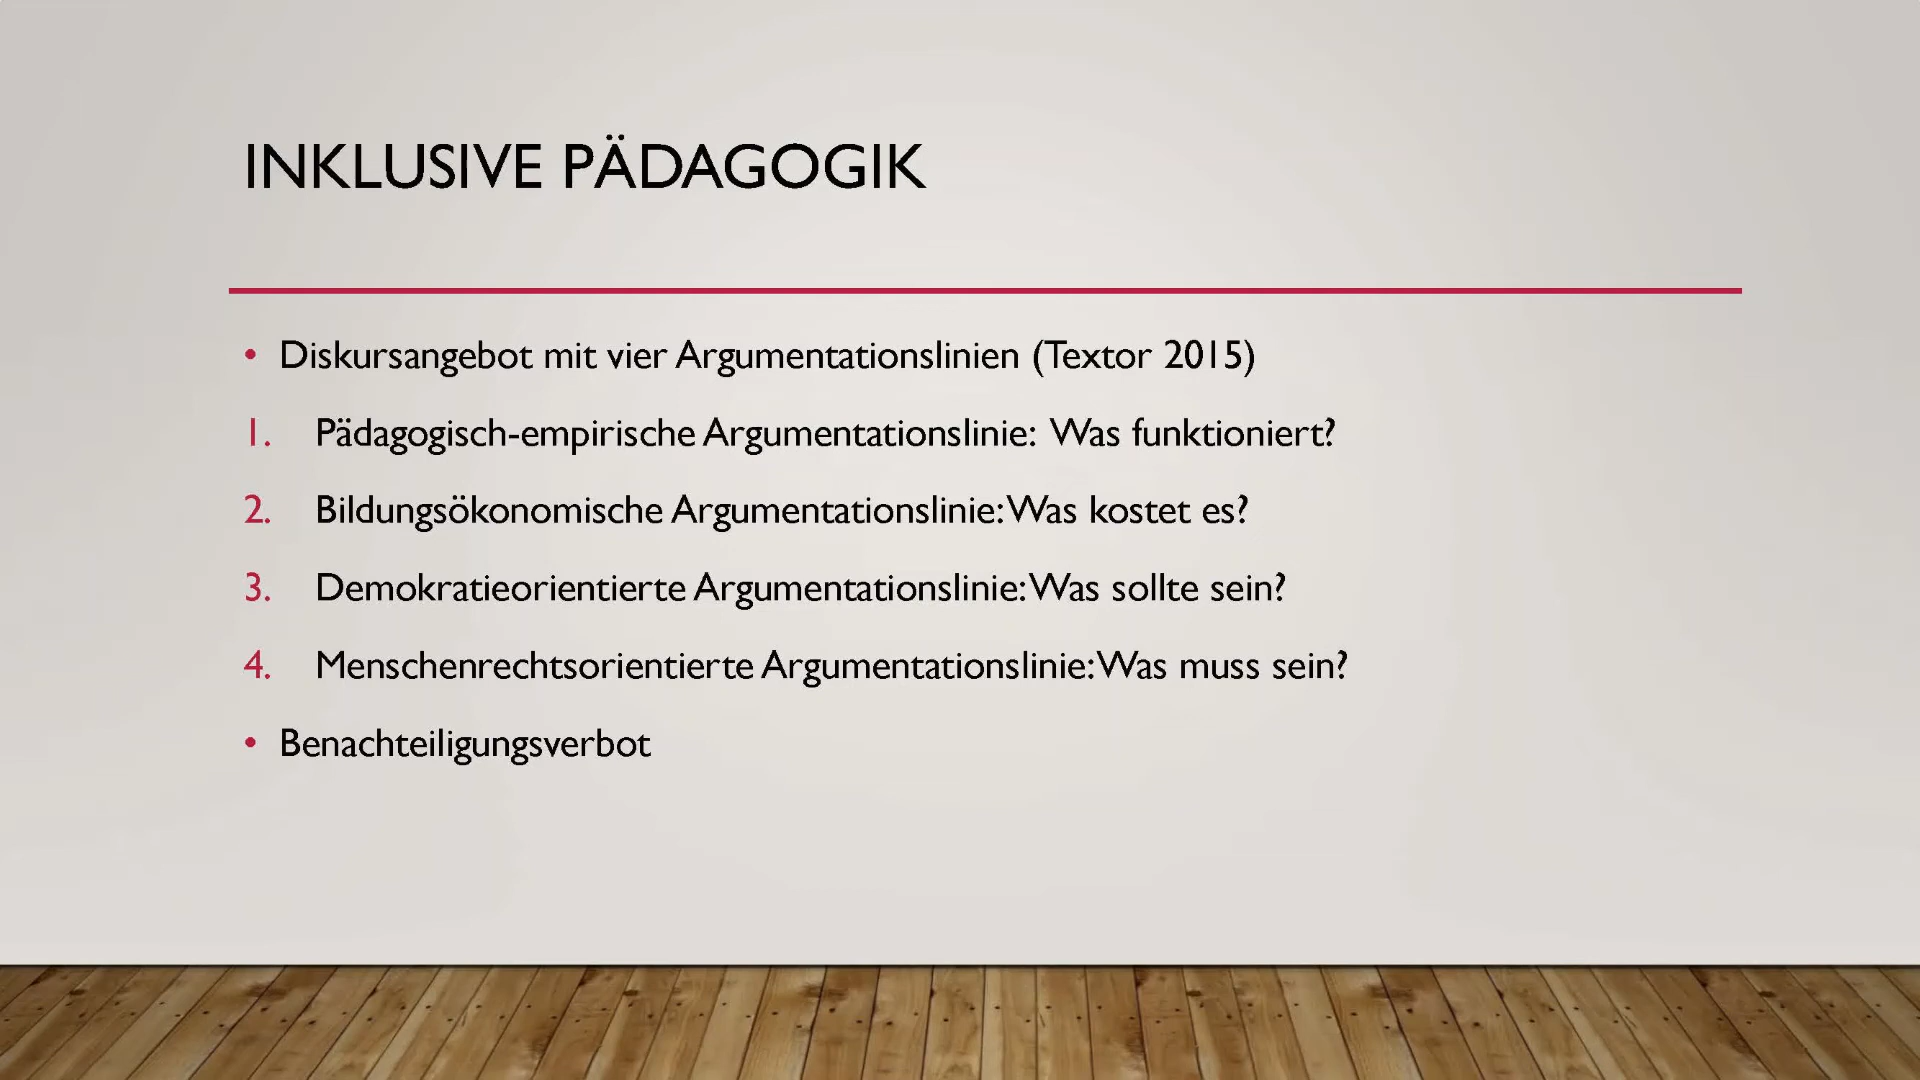 INKLUSIVE PÄDAGOGIK
• Diskursangebot mit vier Argumentationslinien (Textor 2015)
1. Pädagogisch-empirische Argumentationslinie: Was funktioniert?
2. Bildungsökonomische Argumentationslinie: Was kostet es?
3. Demokratieorientierte Argumentationslinie: Was sollte sein?
4. Menschenrechtsorientierte Argumentationslinie: Was muss sein?
• Benachteiligungsverbot